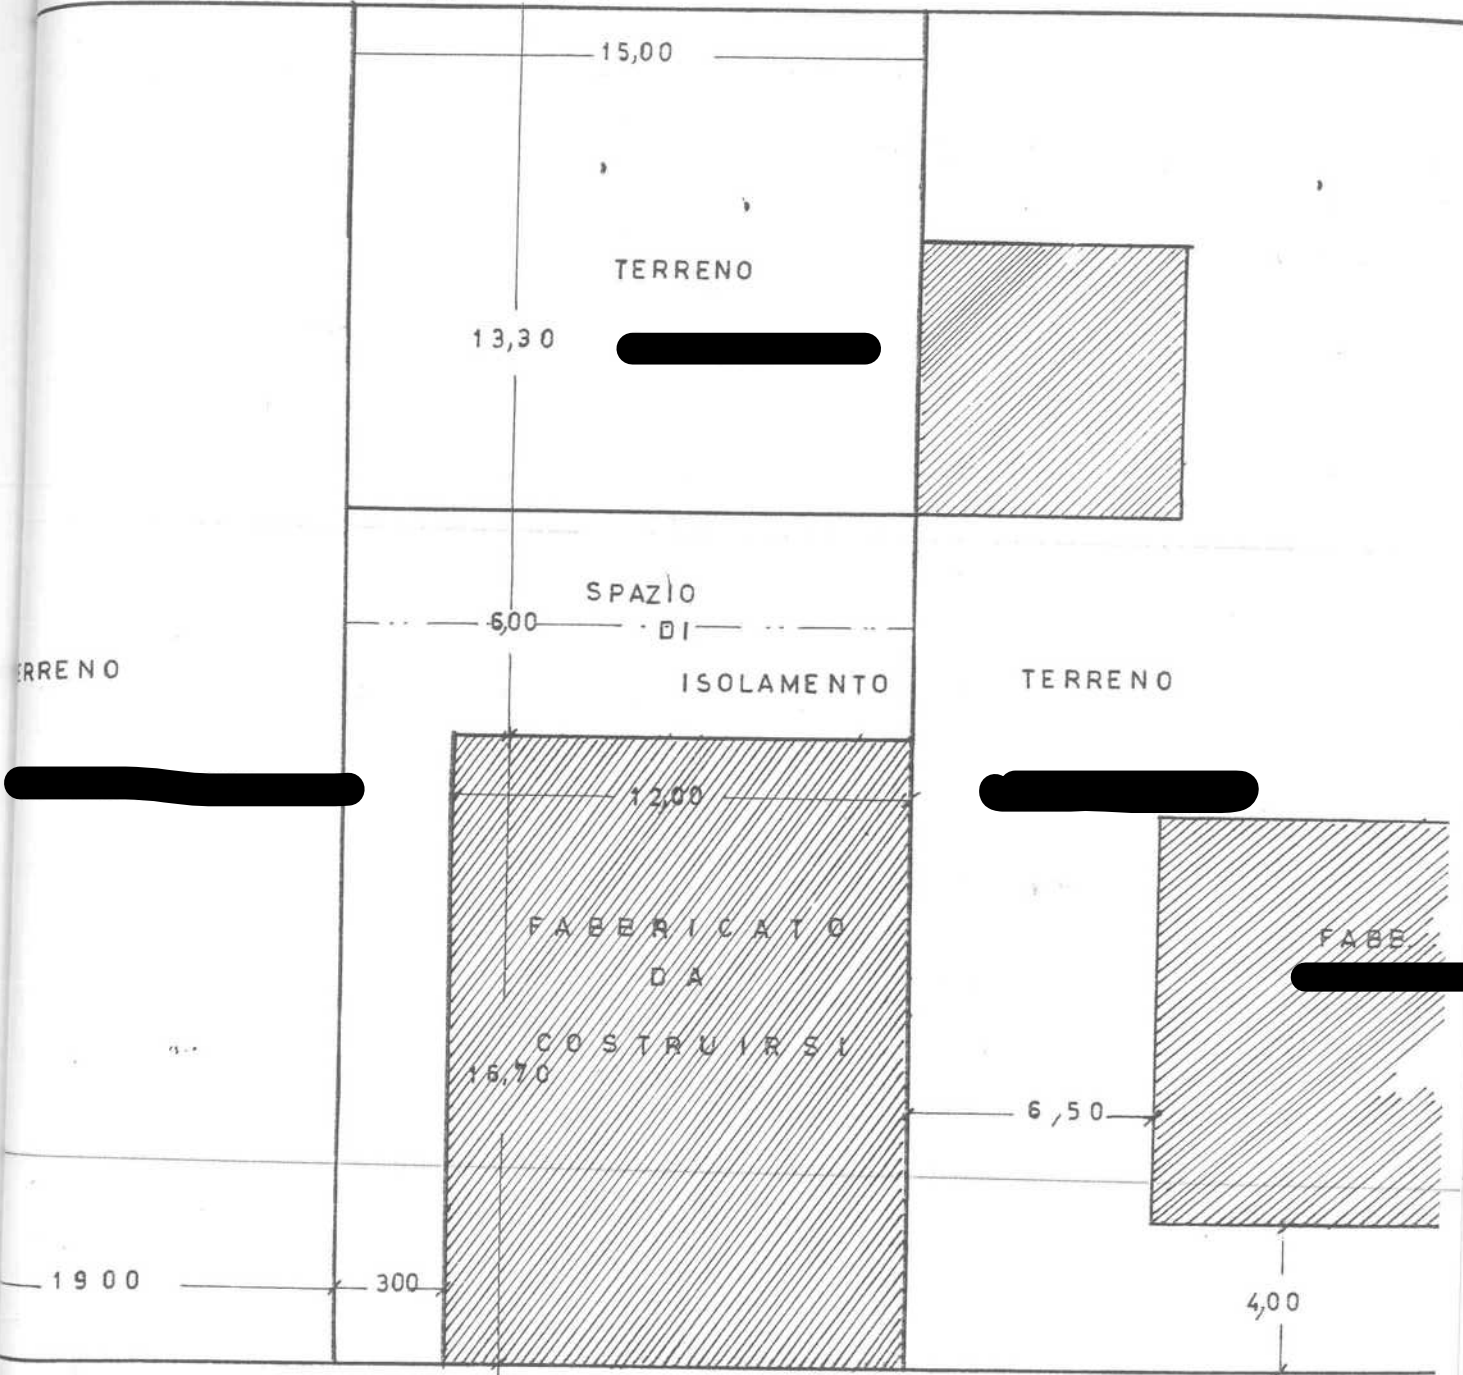 15,00
TERRENO
13,30
SPAZIO
6,00
DI
ISOLAMENTO
ERRENO
TERRENO
12,00
FABBRICATO
DA
COSTRUIRSI
16,70
FABB.
6,50
1900
300
4,00